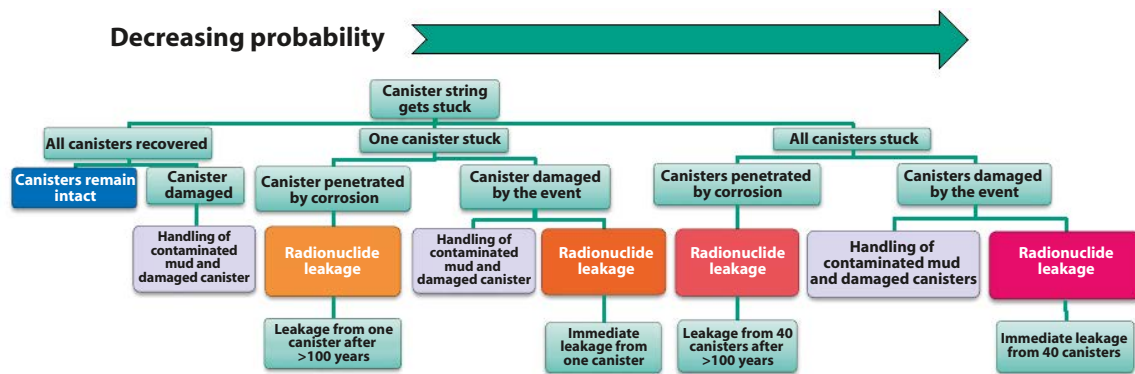 Decreasing probability
Canister string
gets stuck
All canisters recovered
One canister stuck
All canisters stuck
Canisters remain
intact
Canister
damaged
Canister penetrated
by corrosion
Canister damaged
by the event
Canisters penetrated
by corrosion
Canisters damaged
by the event
Handling of
contaminated
mud and
damaged canister
Radionuclide
leakage
Handling of
contaminated
mud and
damaged canister
Radionuclide
leakage
Radionuclide
leakage
Handling of
contaminated mud
and damaged canisters
Radionuclide
leakage
Leakage from one
canister after
>100 years
Immediate
leakage from
one canister
Leakage from 40
canisters after
>100 years
Immediate leakage
from 40 canisters